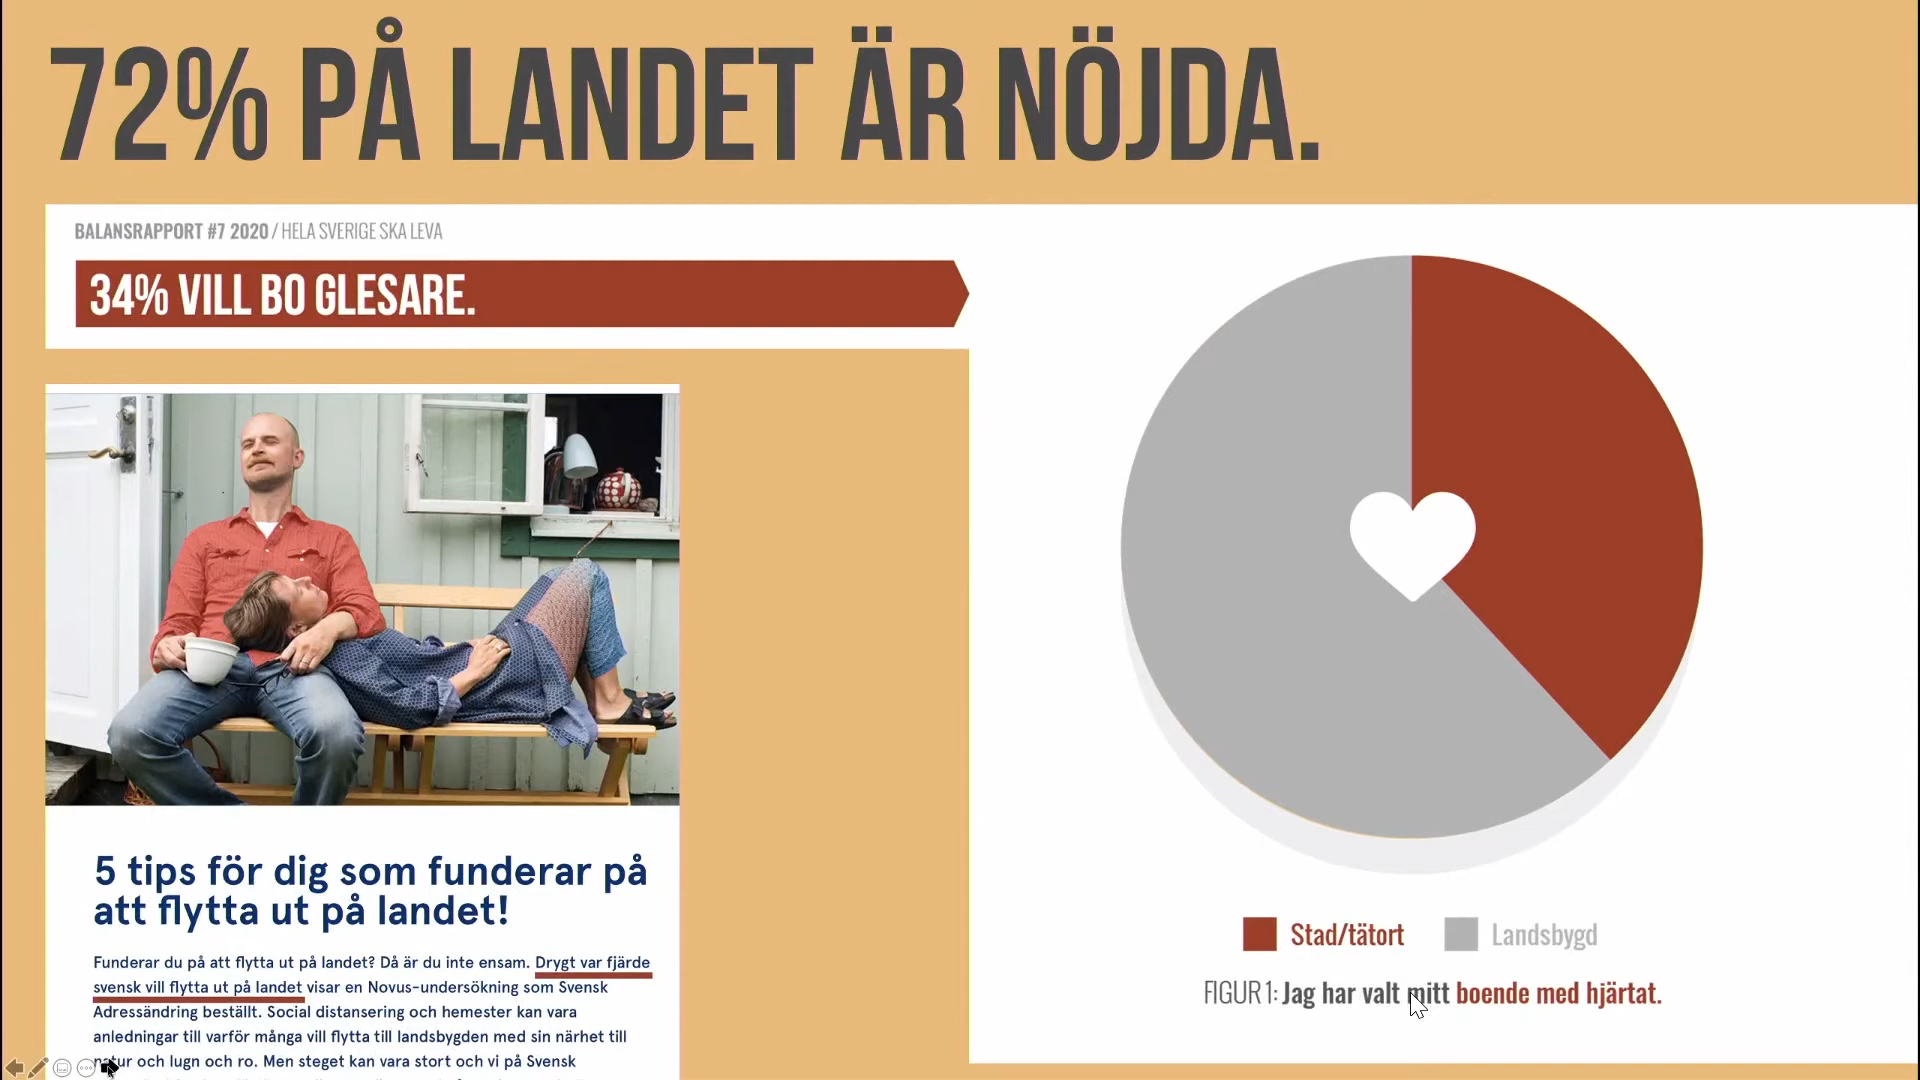 72% PÅ LANDET ÄR NÖJDA.
BALANSRAPPORT #7 2020 / HELA SVERIGE SKA LEVA
34% VILL BO GLESARE.
5 tips för dig som funderar på
att flytta ut på landet!
Funderar du på att flytta ut på landet? Då är du inte ensam. Drygt var fjärde
svensk vill flytta ut på landet visar en Novus-undersökning som Svensk
Adressändring beställt. Social distansering och hemester kan vara
anledningar till varför många vill flytta till landsbygden med sin närhet till
natur och lugn och ro. Men steget kan vara stort och vi på Svensk
Stad/tätort
Landsbygd
FIGUR 1: Jag har valt mitt boende med hjärtat.